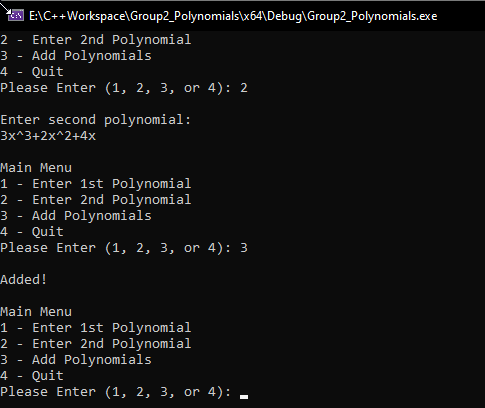 E:\C++Workspace\Group2_Polynomials\x64\Debug\Group2_Polynomials.exe
2 - Enter 2nd Polynomial
3 - Add Polynomials
4 - Quit
Please Enter (1, 2, 3, or 4): 2
Enter second polynomial:
3x^3+2x^2+4x
Main Menu
1 - Enter 1st Polynomial
2 - Enter 2nd Polynomial
3 - Add Polynomials
4 - Quit
Please Enter (1, 2, 3, or 4): 3
Added!
Main Menu
1 - Enter 1st Polynomial
2 - Enter 2nd Polynomial
3 - Add Polynomials
4 - Quit
Please Enter (1, 2, 3, or 4):